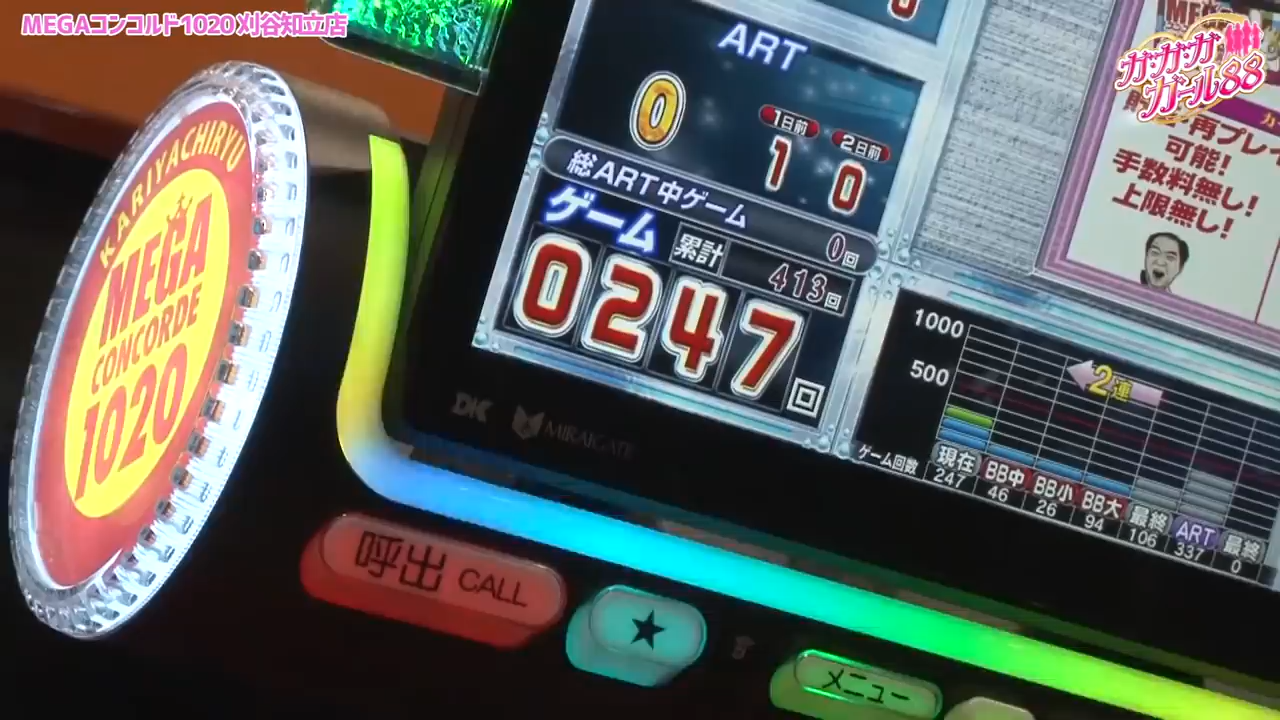 MEGAコンコルド1020刈谷知立店
ガ・ガ・ガ
ガール88
KARIYACHIRYU
MEGA
CONCORDE
1020
ART
0
1日前
2日前
1
0
総ART中ゲーム
0回
ゲーム
累計
413回
0247回
DK
MIRAIGATE
再プレイ
可能!
手数料無し!
上限無し!
1000
500
2連
ゲーム回数
現在
BB中
BB小
BB大
最終
ART
最終
247
46
26
94
106
337
0
呼出 CALL
★
メニュー